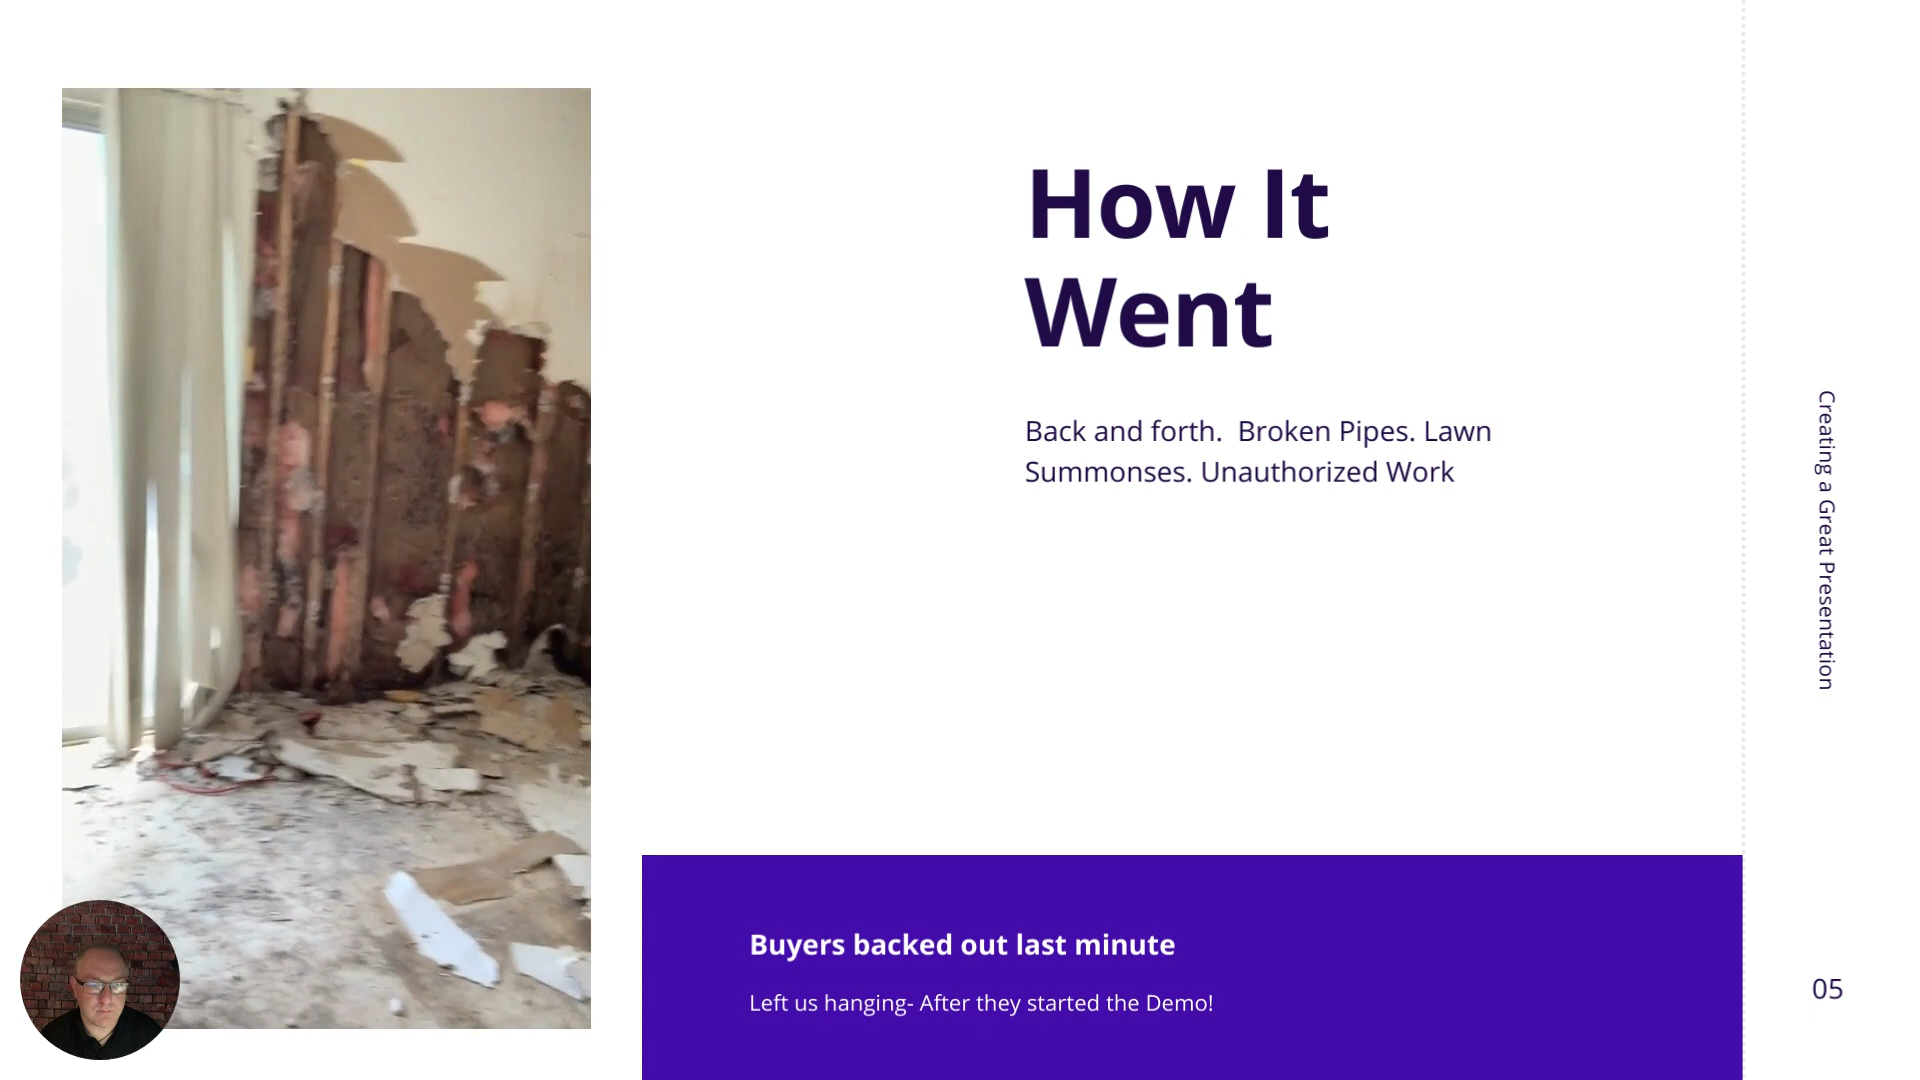 How It
Went
Back and forth.  Broken Pipes. Lawn
Summonses. Unauthorized Work
Creating a Great Presentation
Buyers backed out last minute
Left us hanging- After they started the Demo!
05